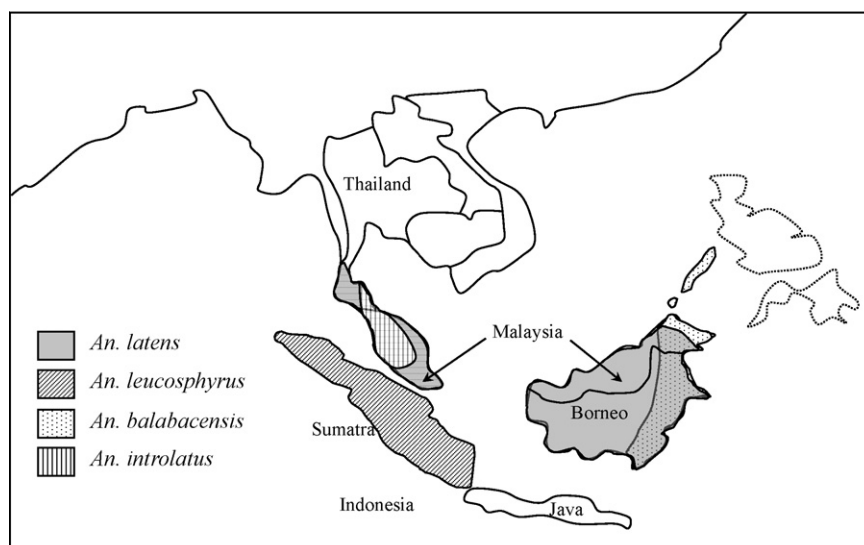 Thailand
Malaysia
An. latens
An. leucosphyrus
An. balabacensis
An. introlatus
Borneo
Sumatra
Indonesia
Java